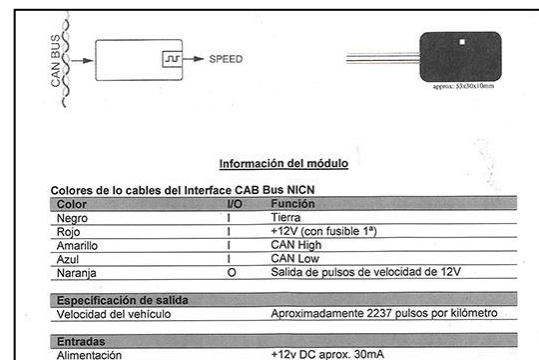 CAN BUS
SPEED
approx: 53x30x10mm
Información del módulo
Colores de lo cables del Interface CAB Bus NICN
Color I/O Función
Negro I Tierra
Rojo I +12V (con fusible 1ª)
Amarillo I CAN High
Azul I CAN Low
Naranja O Salida de pulsos de velocidad de 12V
Especificación de salida
Velocidad del vehículo Aproximadamente 2237 pulsos por kilómetro
Entradas
Alimentación +12v DC aprox. 30mA